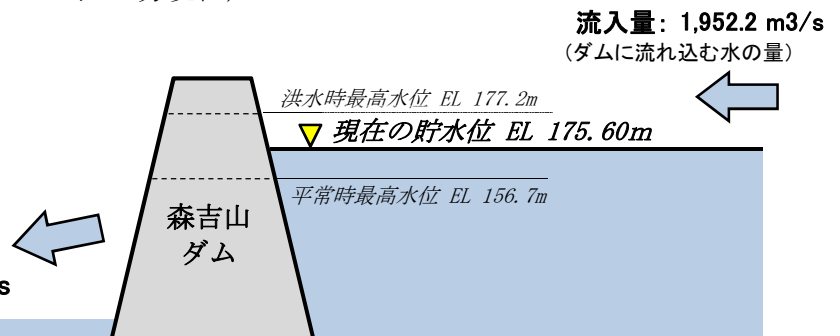 流入量: 1,952.2 m3/s
(ダムに流れ込む水の量)
洪水時最高水位 EL 177.2m
現在の貯水位 EL 175.60m
平常時最高水位 EL 156.7m
森吉山
ダム
s